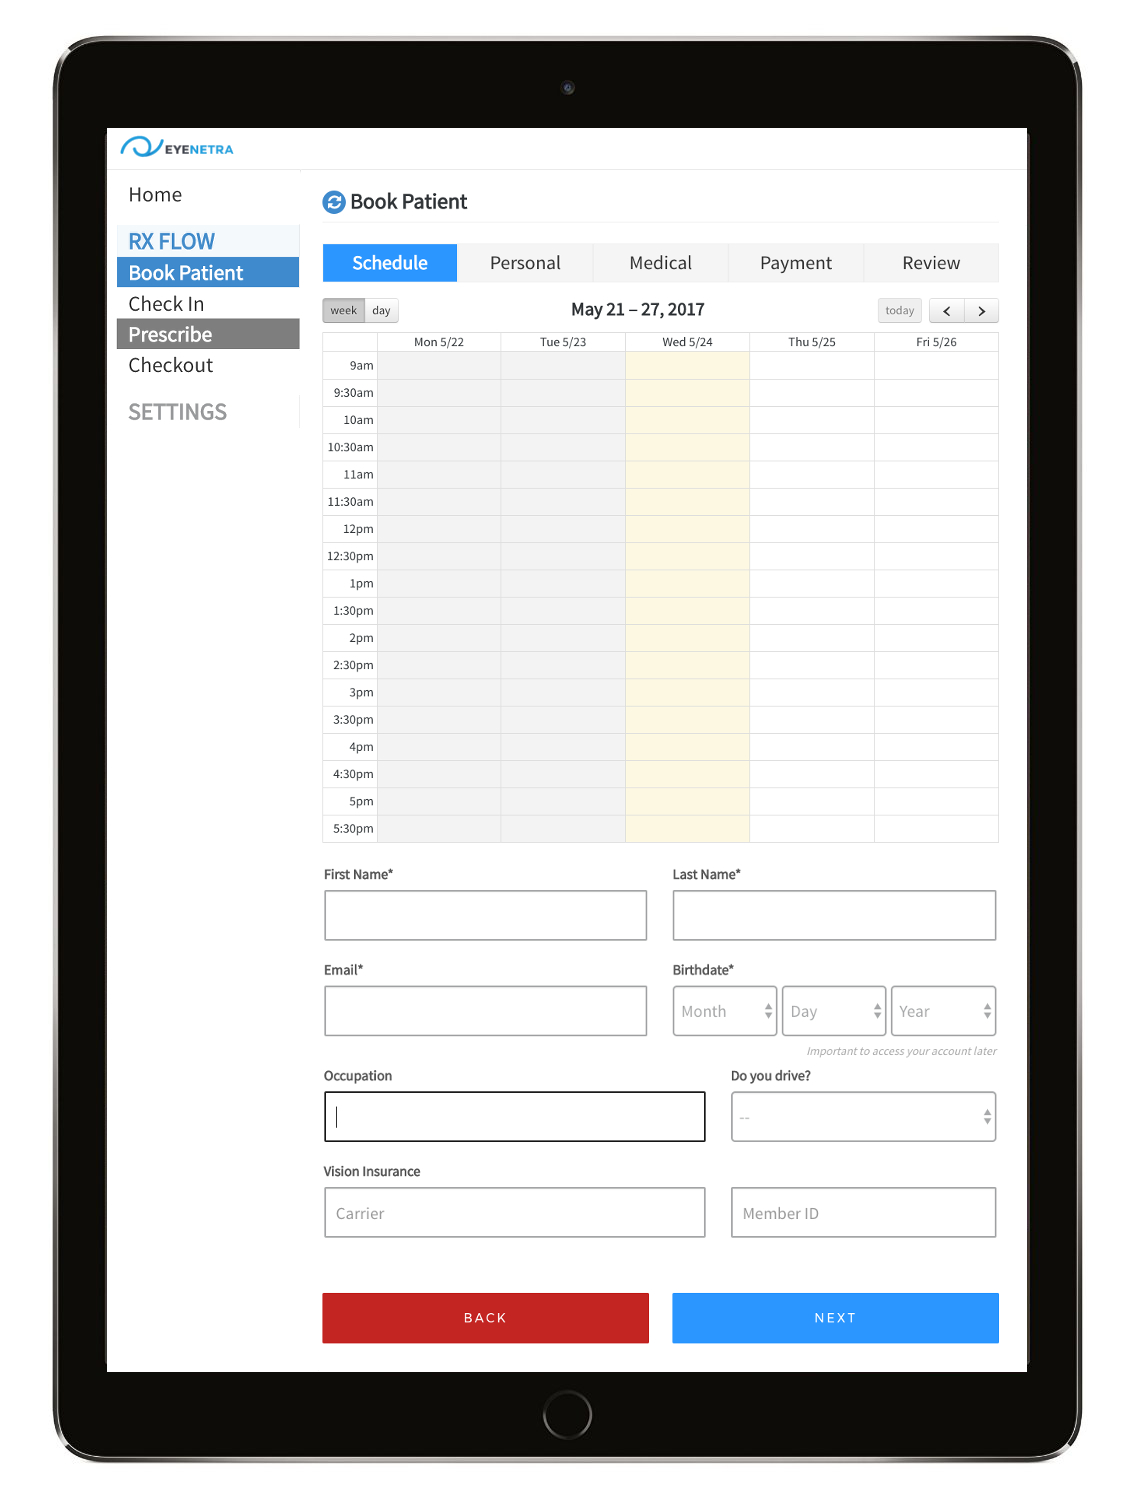 EYENETRA
Home
RX FLOW
Book Patient
Check In
Prescribe
Checkout
SETTINGS
Book Patient
Schedule Personal Medical Payment Review
week day May 21 – 27, 2017 today < >
Mon 5/22 Tue 5/23 Wed 5/24 Thu 5/25 Fri 5/26
9am
9:30am
10am
10:30am
11am
11:30am
12pm
12:30pm
1pm
1:30pm
2pm
2:30pm
3pm
3:30pm
4pm
4:30pm
5pm
5:30pm
First Name* Last Name*
Email* Birthdate*
Month Day Year
Important to access your account later
Occupation Do you drive?
--
Vision Insurance
Carrier Member ID
BACK NEXT